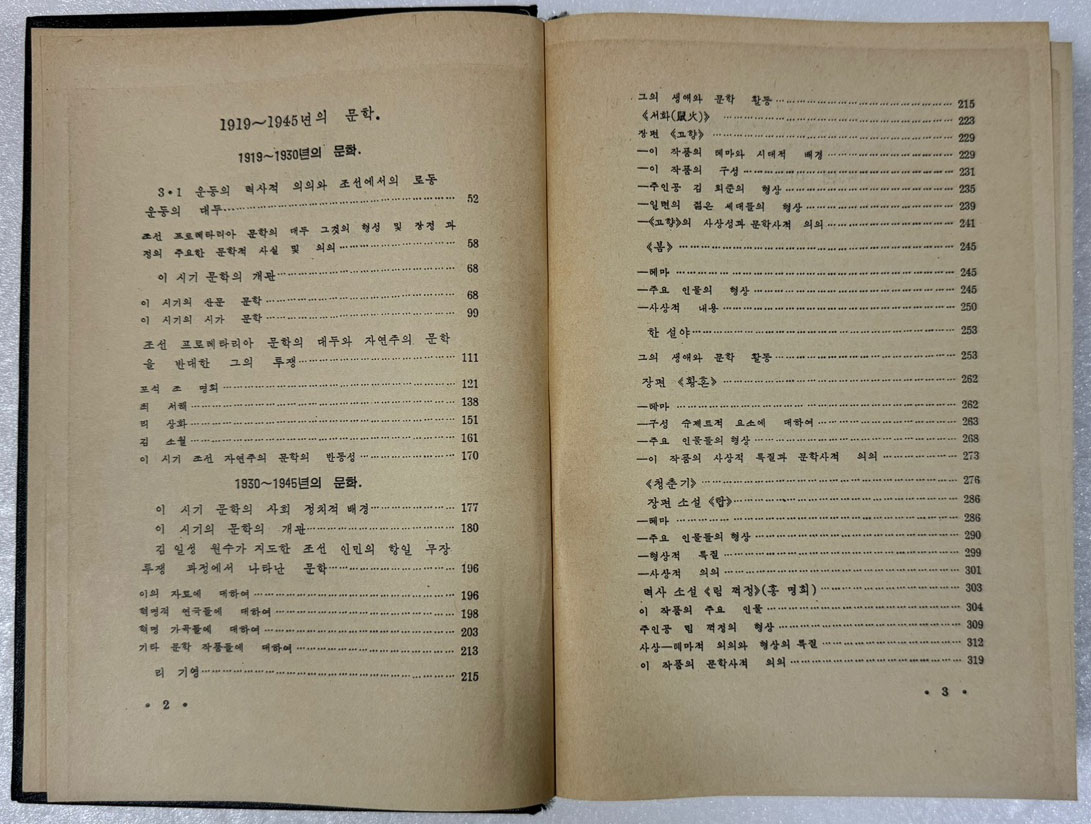 1919～1945년의 문학.
1919～1930년의 문학.
3•1 운동의 력사적 의의와 조선에서의 로동
운동의 대두…………52
조선 프로레타리아 문학의 대두 그것의 형성 및 장정 과
정의 주요한 문학적 사실 및 의의…………58
이 시기 문학의 개관…………68
이 시기의 산문 문학…………68
이 시기의 시가 문학…………99
조선 프로레타리아 문학의 대두와 자연주의 문학
을 반대한 그의 투쟁…………111
포석 조 명희…………121
최 서해…………138
리 상화…………151
김 소월…………161
이 시기 조선 자연주의 문학의 반동성…………170
1930～1945년의 문학.
이 시기 문학의 사회 정치적 배경…………177
이 시기의 문학의 개관…………180
김 일성 원수가 지도한 조선 인민의 항일 무장
투쟁 과정에서 나타난 문학…………196
이의 자료에 대하여…………196
혁명적 연극들에 대하여…………198
혁명 가곡들에 대하여…………203
기타 문학 작품들에 대하여…………213
리 기영…………215
• 2 •
그의 생애와 문학 활동…………215
《서화(鼠火)》…………223
장편 《고향》…………229
—이 작품의 테마와 시대적 배경…………229
—이 작품의 구성…………231
—주인공 김 희준의 형상…………235
—일면의 젊은 세대들의 형상…………239
—《고향》의 사상성과 문학사적 의의…………241
《봄》…………245
—테마…………245
—주요 인물의 형상…………245
—사상적 내용…………250
한 설야…………253
그의 생애와 문학 활동…………253
장편 《황혼》…………262
—테마…………262
—구성 슈제트적 요소에 대하여…………263
—주요 인물들의 형상…………268
—이 작품의 사상적 특질과 문학사적 의의…………273
《청춘기》…………276
장편 소설 《탑》…………286
—테마…………286
—주요 인물들의 형상…………290
—형상적 특질…………299
—사상적 의의…………301
력사 소설 《림 꺽정》(홍 명희)…………303
이 작품의 주요 인물…………304
주인공 림 꺽정의 형상…………309
사상—테마적 의의와 형상의 특질…………312
이 작품의 문학사적 의의…………319
• 3 •